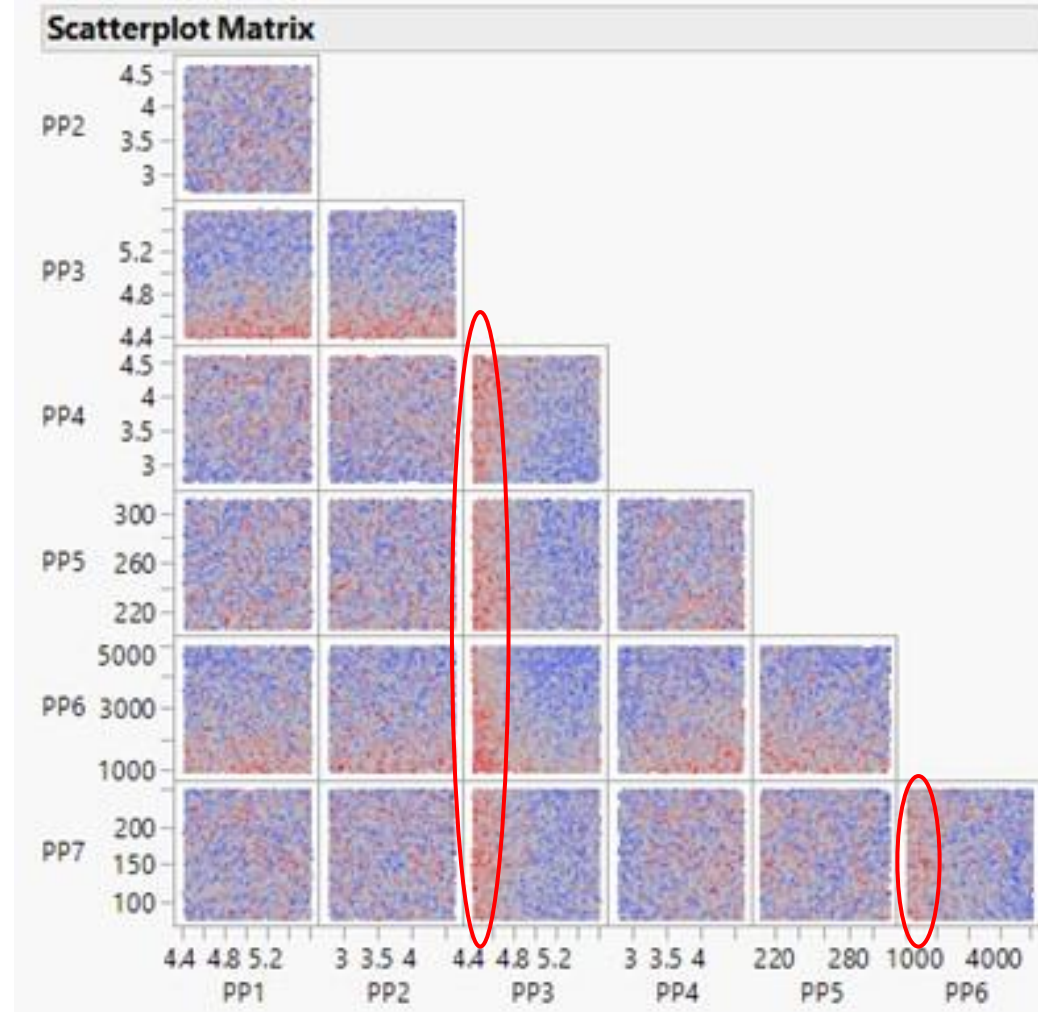 Scatterplot Matrix
4.5
PP2 4
3.5
3
5.2
PP3 4.8
4.4
4.5
PP4 4
3.5
3
300
PP5 260
220
5000
PP6 3000
1000
200
PP7 150
100
4.4 4.8 5.2 3 3.5 4 4.4 4.8 5.2 3 3.5 4 220 280 1000 4000
PP1 PP2 PP3 PP4 PP5 PP6